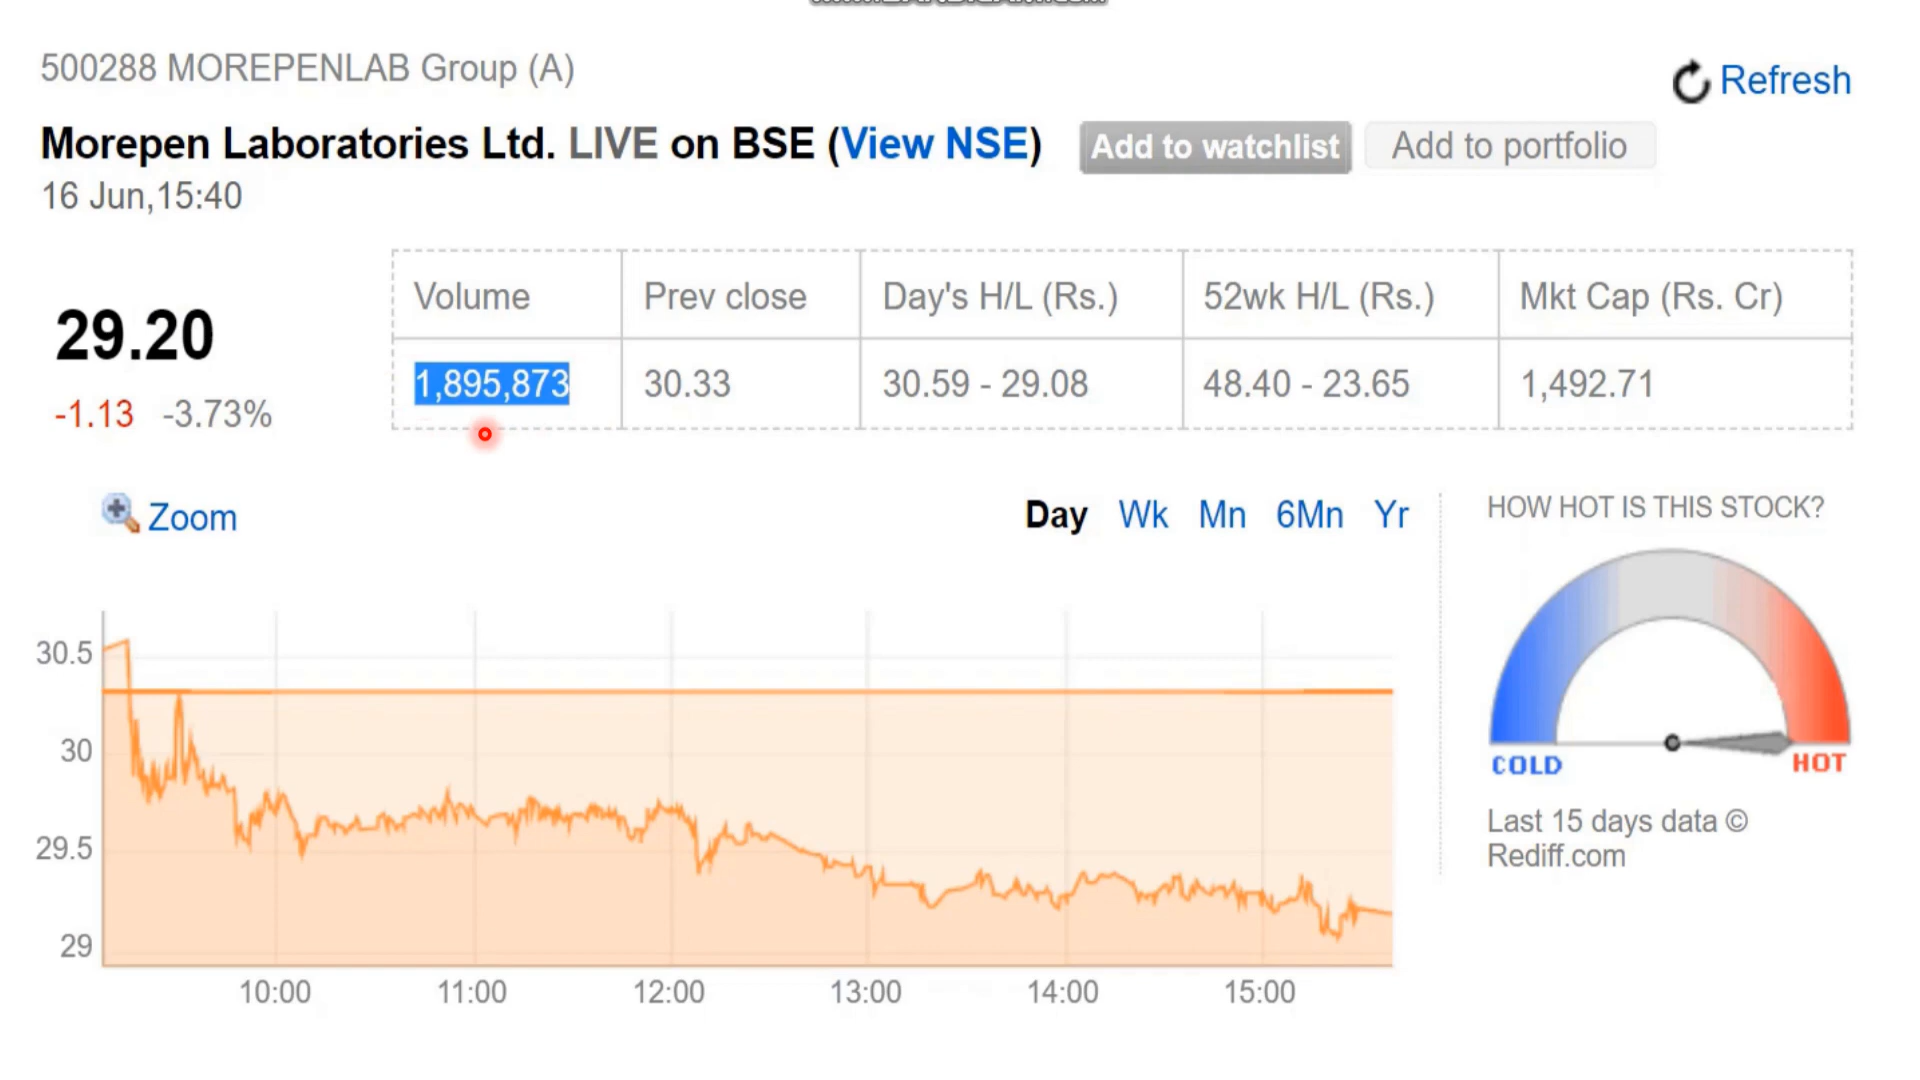 500288 MOREPENLAB Group (A)
Refresh
Morepen Laboratories Ltd. LIVE on BSE (View NSE)
Add to watchlist
Add to portfolio
16 Jun,15:40
Volume
Prev close
Day's H/L (Rs.)
52wk H/L (Rs.)
Mkt Cap (Rs. Cr)
29.20
1,895,873
30.33
30.59 - 29.08
48.40 - 23.65
1,492.71
-1.13 -3.73%
Zoom
Day Wk Mn 6Mn Yr
HOW HOT IS THIS STOCK?
30.5
30
29.5
29
10:00 11:00 12:00 13:00 14:00 15:00
COLD
HOT
Last 15 days data ©
Rediff.com